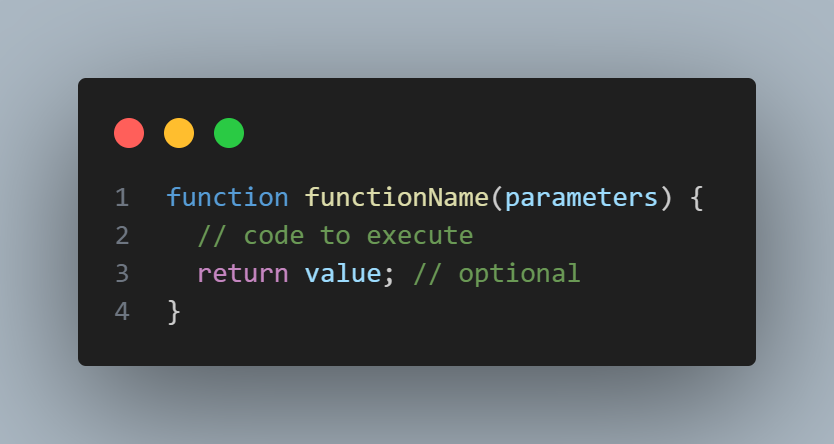 1 function functionName(parameters) {
2   // code to execute
3   return value; // optional
4 }